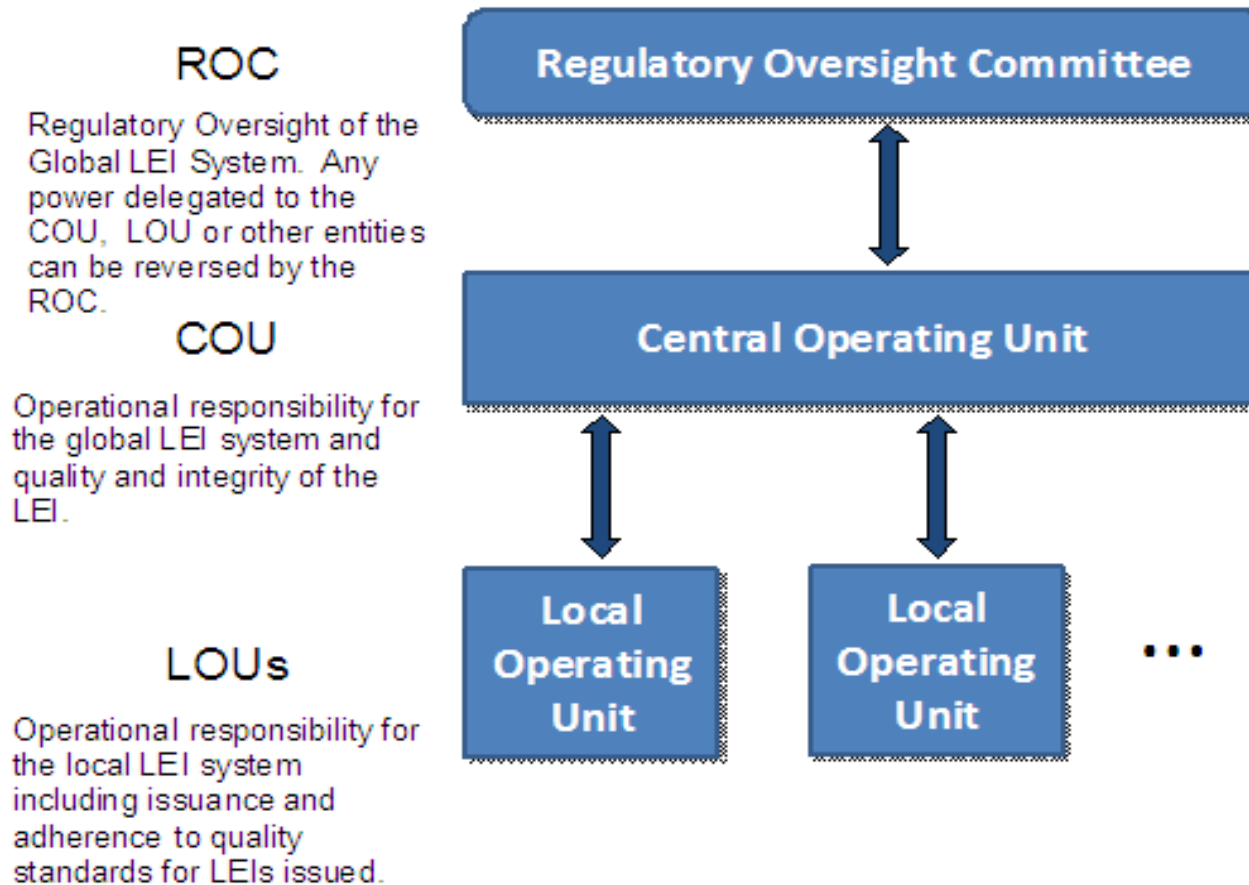 ROC
Regulatory Oversight of the
Global LEI System. Any
power delegated to the
COU, LOU or other entities
can be reversed by the
ROC.
Regulatory Oversight Committee
COU
Operational responsibility for
the global LEI system and
quality and integrity of the
LEI.
Central Operating Unit
LOUs
Operational responsibility for
the local LEI system
including issuance and
adherence to quality
standards for LEIs issued.
Local
Operating
Unit
Local
Operating
Unit
...